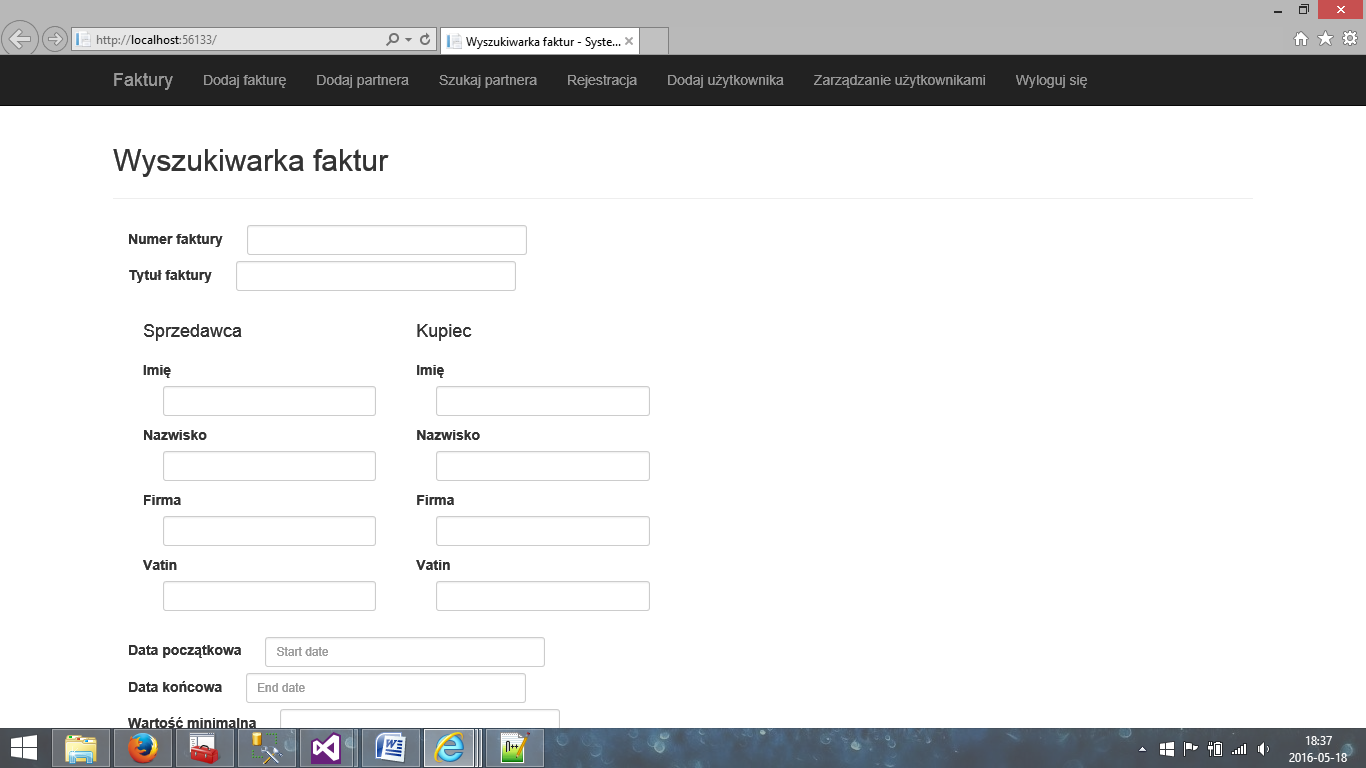 http://localhost:56133/
Wyszukiwarka faktur - Syste...
Faktury Dodaj fakturę Dodaj partnera Szukaj partnera Rejestracja Dodaj użytkownika Zarządzanie użytkownikami Wyloguj się
Wyszukiwarka faktur
Numer faktury
Tytuł faktury
Sprzedawca Kupiec
Imię Imię
Nazwisko Nazwisko
Firma Firma
Vatin Vatin
Data początkowa Start date
Data końcowa End date
Wartość minimalna
18:37
2016-05-18